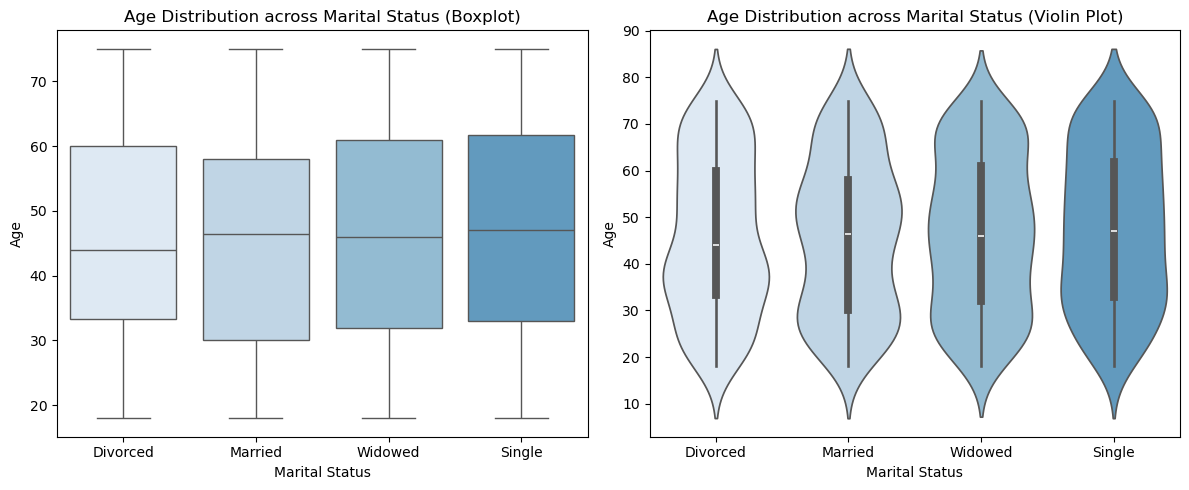 Age Distribution across Marital Status (Boxplot)
70
60
50
40
30
20
Age
Divorced
Married
Widowed
Single
Marital Status
Age Distribution across Marital Status (Violin Plot)
90
80
70
60
50
40
30
20
10
Age
Divorced
Married
Widowed
Single
Marital Status